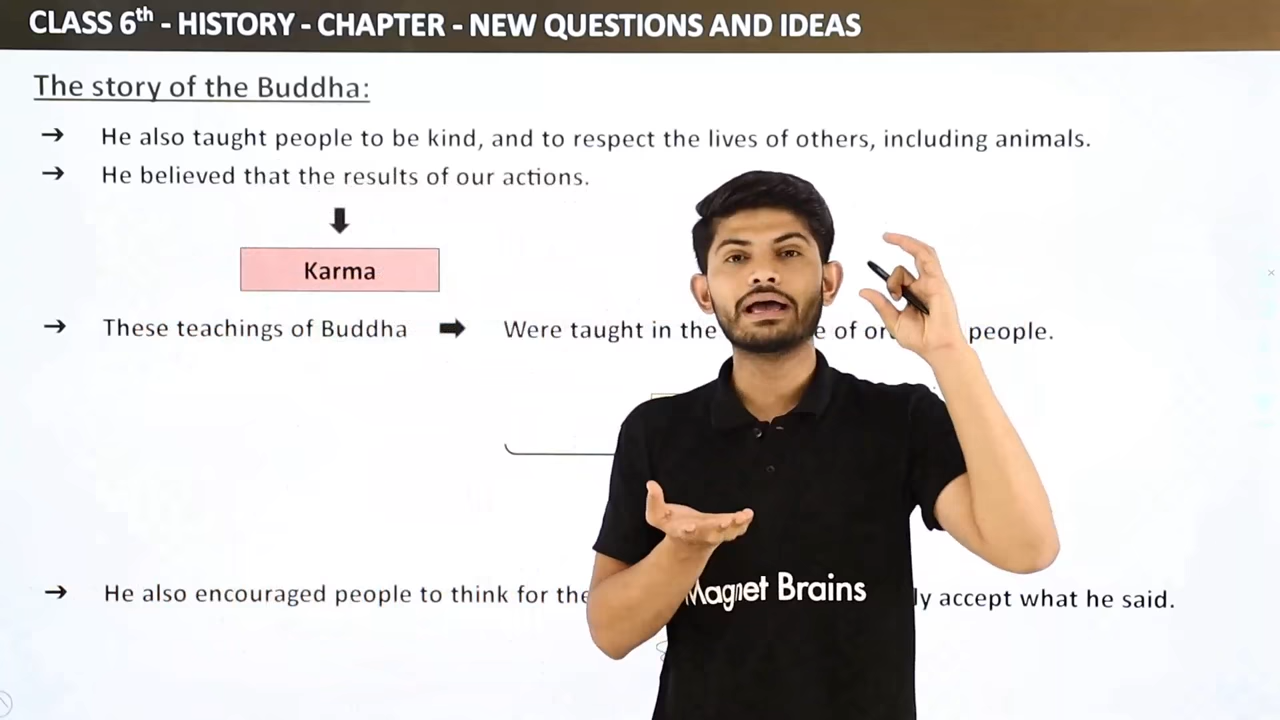 CLASS 6th - HISTORY - CHAPTER - NEW QUESTIONS AND IDEAS
The story of the Buddha:
→ He also taught people to be kind, and to respect the lives of others, including animals.
→ He believed that the results of our actions.
Karma
→ These teachings of Buddha → Were taught in the of people.
→ He also encouraged people to think for accept what he said.
Magnet Brains